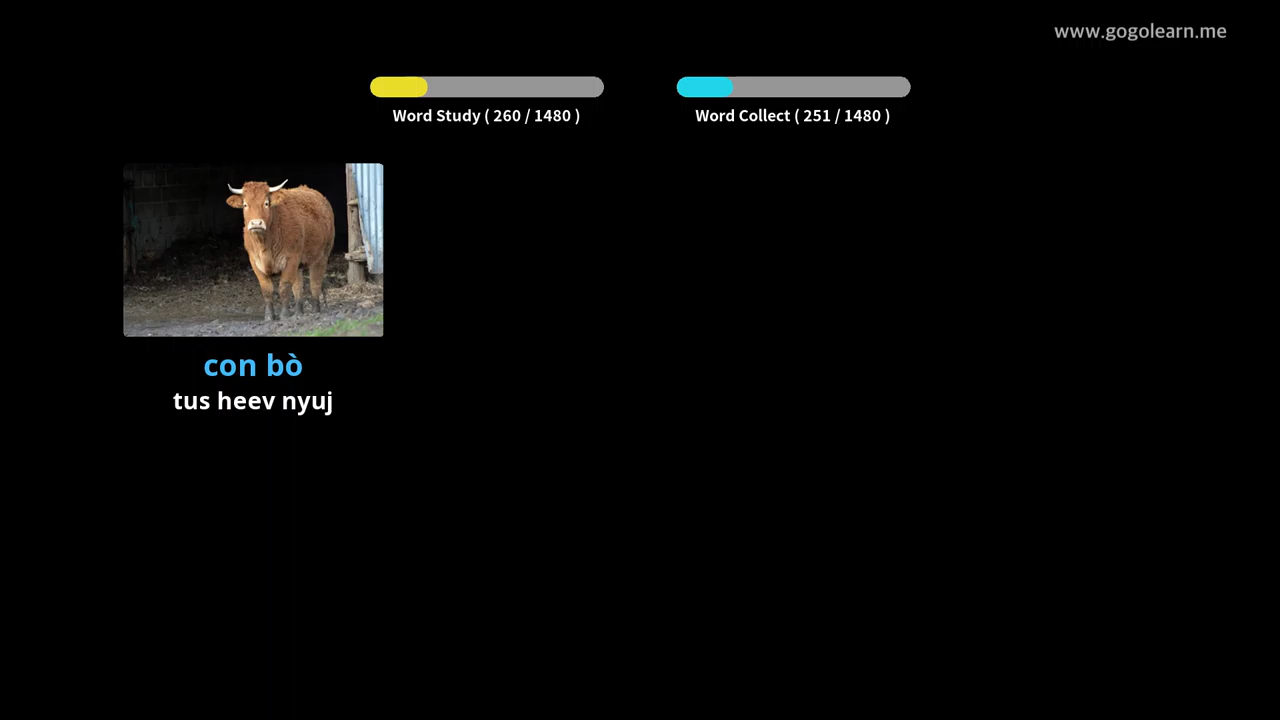 www.gogolearn.me
Word Study ( 260 / 1480 )
Word Collect ( 251 / 1480 )
con bò
tus heev nyuj